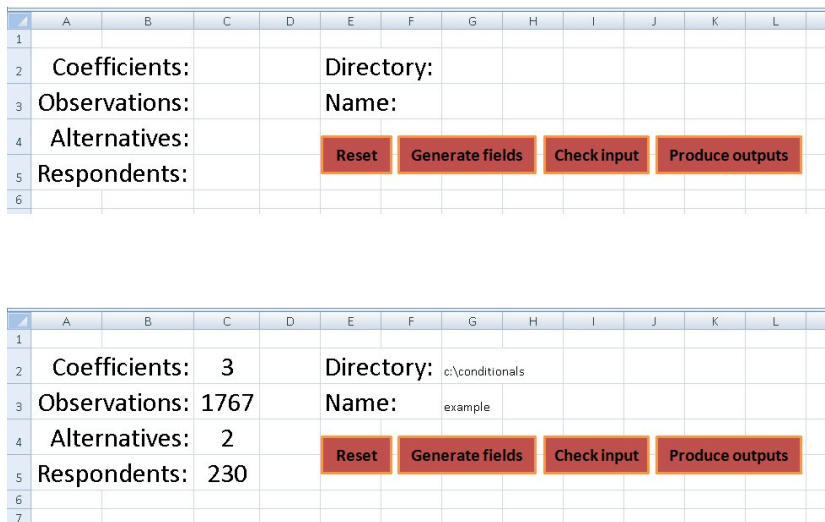 A B C D E F G H I J K L
1
2 Coefficients: Directory:
3 Observations: Name:
4 Alternatives:
Reset Generate fields Check input Produce outputs
5 Respondents:
6
A B C D E F G H I J K L
1
2 Coefficients: 3 Directory: c:\conditionals
3 Observations: 1767 Name: example
4 Alternatives: 2
Reset Generate fields Check input Produce outputs
5 Respondents: 230
6
7